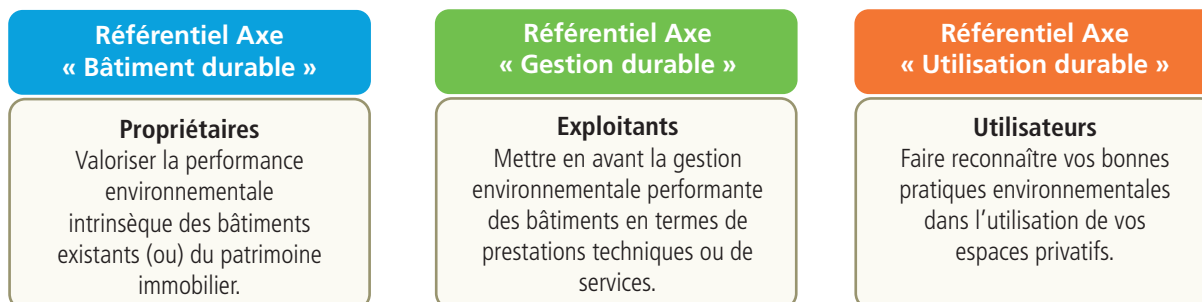 Référentiel Axe
« Bâtiment durable »
Propriétaires
Valoriser la performance
environnementale
intrinsèque des bâtiments
existants (ou) du patrimoine
immobilier.
Référentiel Axe
« Gestion durable »
Exploitants
Mettre en avant la gestion
environnementale performante
des bâtiments en termes de
prestations techniques ou de
services.
Référentiel Axe
« Utilisation durable »
Utilisateurs
Faire reconnaître vos bonnes
pratiques environnementales
dans l’utilisation de vos
espaces privatifs.